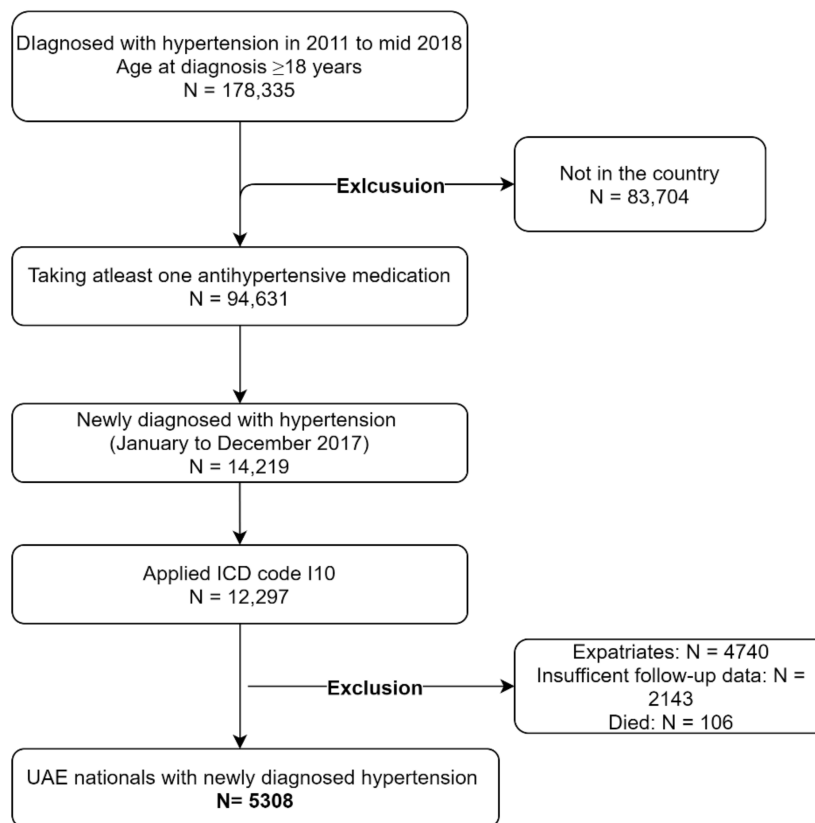 DIagnosed with hypertension in 2011 to mid 2018
Age at diagnosis ≥18 years
N = 178,335
Exlcusuion
Not in the country
N = 83,704
Taking atleast one antihypertensive medication
N = 94,631
Newly diagnosed with hypertension
(January to December 2017)
N = 14,219
Applied ICD code I10
N = 12,297
Exclusion
Expatriates: N = 4740
Insufficent follow-up data: N =
2143
Died: N = 106
UAE nationals with newly diagnosed hypertension
N= 5308